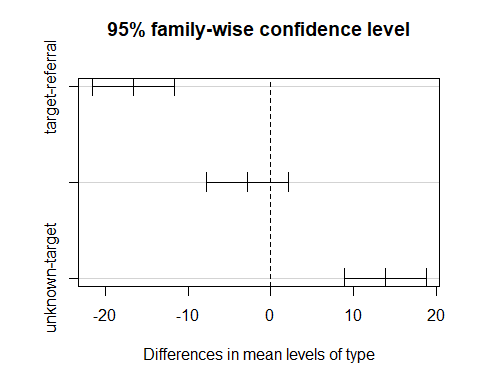 95% family-wise confidence level
target-referral
unknown-target
-20 -10 0 10 20
Differences in mean levels of type